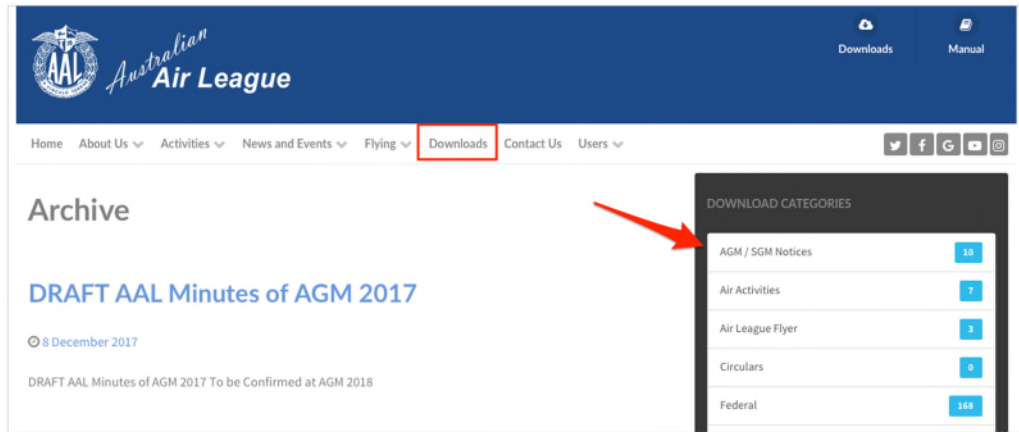 AAL
Australian
Air League
Downloads
Manual
Home About Us Activities News and Events Flying Downloads Contact Us Users
Archive
DRAFT AAL Minutes of AGM 2017
8 December 2017
DRAFT AAL Minutes of AGM 2017 To be Confirmed at AGM 2018
DOWNLOAD CATEGORIES
AGM / SGM Notices 10
Air Activities 7
Air League Flyer 3
Circulars 0
Federal 168